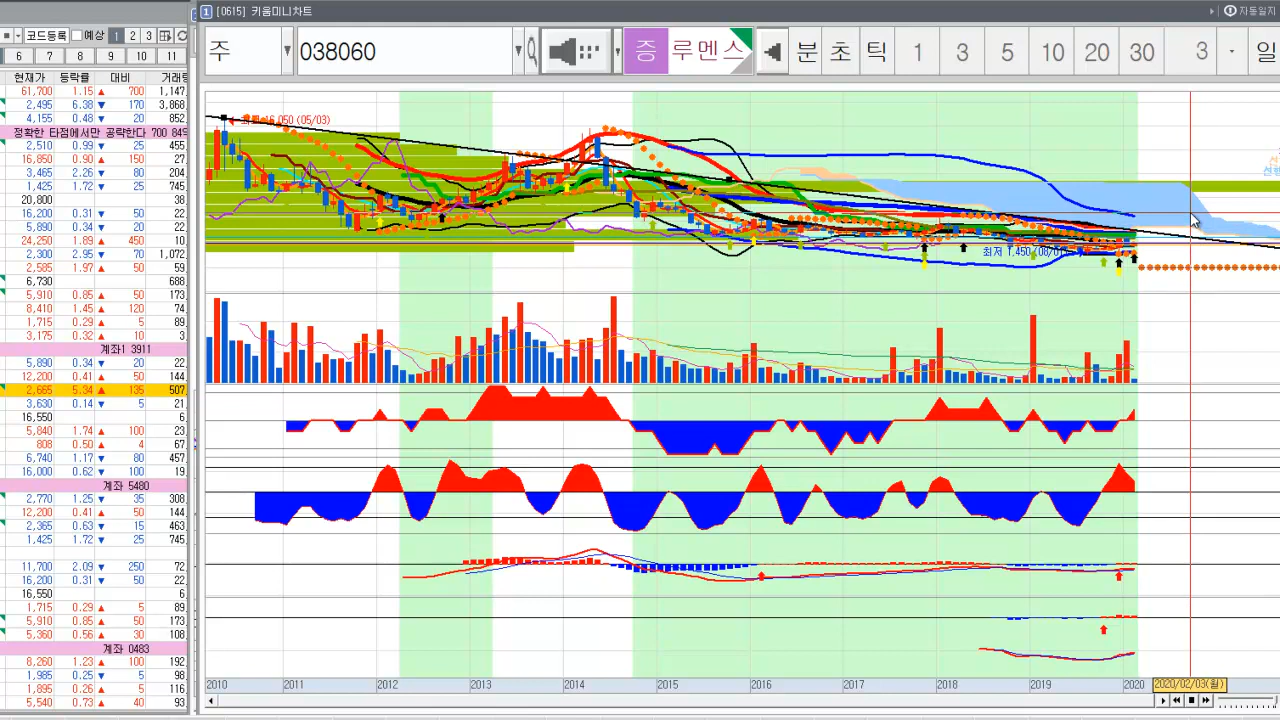 1 [0615] 키움미니차트
자동일지
코드등록 예상 1 2 3
6 7 8 9 10 11
주 038060 증 루멘스 분 초 틱 1 3 5 10 20 30 3 일
현재가 등락률 대비 거래량
61,700 1.15 ▲ 700 1,147
2,495 6.38 ▼ 170 3,868
4,155 0.48 ▼ 20 852
정확한 타점에서만 공략한다 700 849
2,510 0.99 ▼ 25 455
16,850 0.90 ▲ 150 27
3,465 2.26 ▼ 80 204
1,425 1.72 ▼ 25 745
20,800 38
16,200 0.31 ▼ 50 22
5,890 0.34 ▼ 20 22
24,250 1.89 ▲ 450 10
2,300 2.95 ▼ 70 1,072
2,585 1.97 ▲ 50 59
6,730 688
5,910 0.85 ▲ 50 173
8,410 1.45 ▲ 120 74
1,715 0.29 ▲ 5 89
3,175 0.32 ▲ 10 3
계좌1 3911
5,890 0.34 ▼ 20 22
12,200 0.41 ▲ 50 144
2,665 5.34 ▲ 135 507
3,630 0.14 ▼ 5 21
16,550 6
5,840 1.74 ▲ 100 23
808 0.50 ▲ 4 67
6,740 1.17 ▼ 80 457
16,000 0.62 ▼ 100 19
계좌 5480
2,770 1.25 ▼ 35 308
12,200 0.41 ▲ 50 144
2,365 0.63 ▼ 15 463
1,425 1.72 ▼ 25 745
11,700 2.09 ▼ 250 72
16,200 0.31 ▼ 50 22
16,550 6
1,715 0.29 ▲ 5 89
5,910 0.85 ▲ 50 173
5,360 0.56 ▲ 30 108
계좌 0483
8,260 1.23 ▲ 100 192
1,985 0.25 ▼ 5 98
1,895 0.26 ▲ 5 116
5,540 0.73 ▲ 40 93
최고 16,050 (05/03)
최저 1,450
2010 2011 2012 2013 2014 2015 2016 2017 2018 2019 2020 2020/02/03(월)